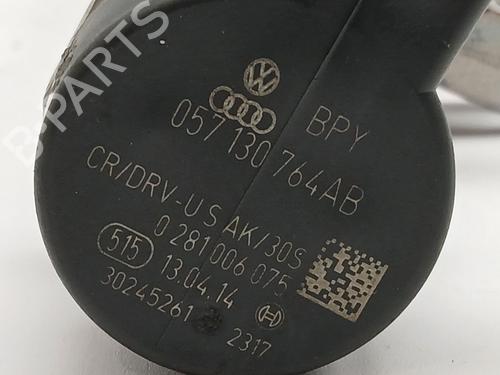 B-PARTS
BPY
057 130 764AB
CR/DRV-U S AK/30S
0 281 006 075
515
13.04.14
30245261
2317